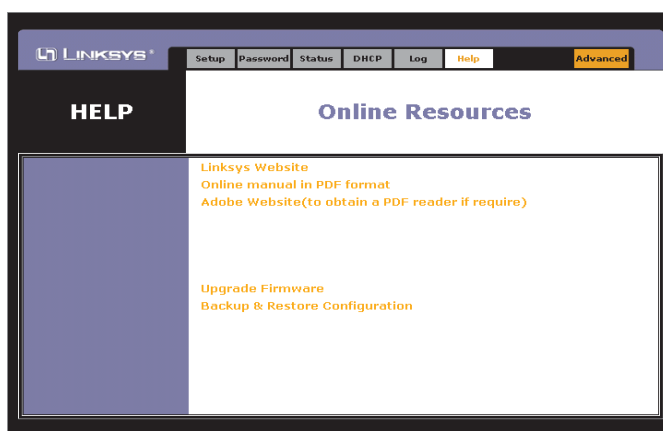 LINKSYS®
Setup Password Status DHCP Log Help Advanced
HELP
Online Resources
Linksys Website
Online manual in PDF format
Adobe Website(to obtain a PDF reader if require)
Upgrade Firmware
Backup & Restore Configuration